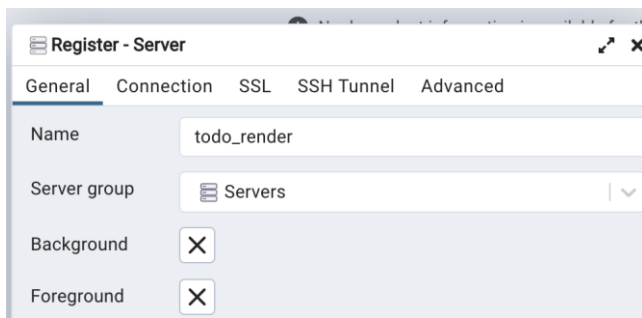 Register - Server
General Connection SSL SSH Tunnel Advanced
Name todo_render
Server group Servers
Background
Foreground